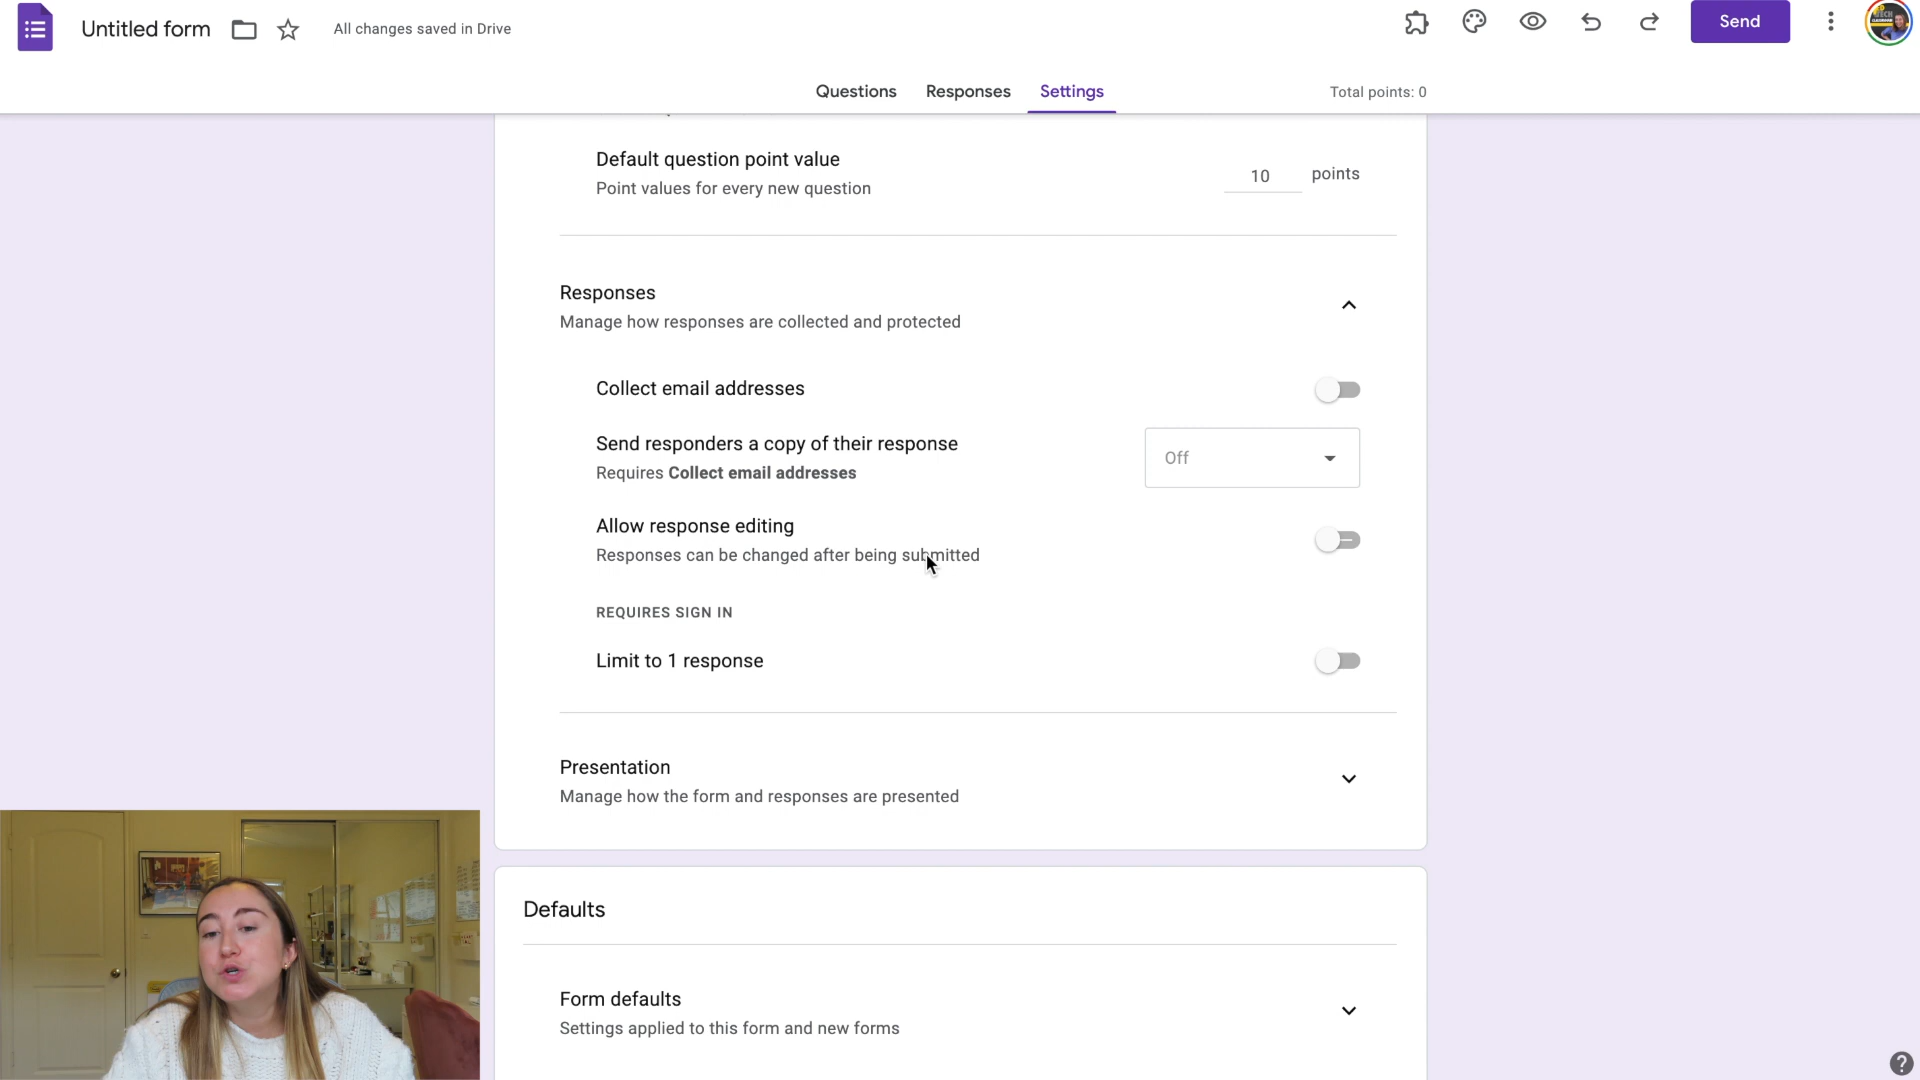 Untitled form
All changes saved in Drive
Send
Questions
Responses
Settings
Total points: 0
Default question point value
Point values for every new question
10 points
Responses
Manage how responses are collected and protected
Collect email addresses
Send responders a copy of their response
Requires Collect email addresses
Off
Allow response editing
Responses can be changed after being submitted
REQUIRES SIGN IN
Limit to 1 response
Presentation
Manage how the form and responses are presented
Defaults
Form defaults
Settings applied to this form and new forms